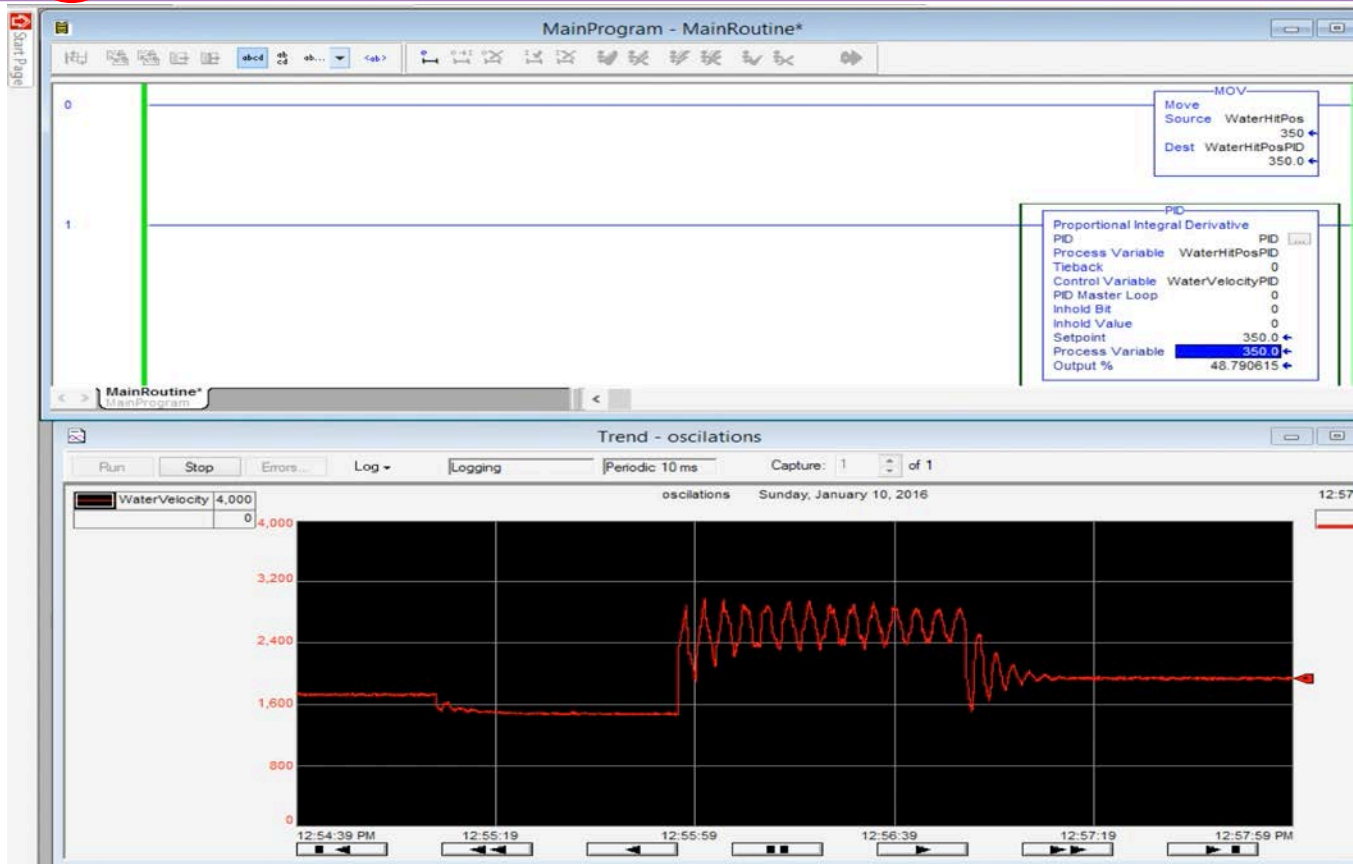 Start Page
MainProgram - MainRoutine*
abcd ab cd ab... <ab>
0
MOV
Move
Source WaterHitPos
350
Dest WaterHitPosPID
350.0
1
PID
Proportional Integral Derivative
PID PID ...
Process Variable WaterHitPosPID
Tieback 0
Control Variable WaterVelocityPID
PID Master Loop 0
Inhold Bit 0
Inhold Value 0
Setpoint 350.0
Process Variable 350.0
Output % 48.790615
MainRoutine*
MainProgram
Trend - oscilations
Run Stop Errors... Log Logging Periodic 10 ms Capture: 1 of 1
WaterVelocity 4,000
0
oscilations Sunday, January 10, 2016
12:57
4,000
3,200
2,400
1,600
800
0
12:54:39 PM 12:55:19 12:55:59 12:56:39 12:57:19 12:57:59 PM